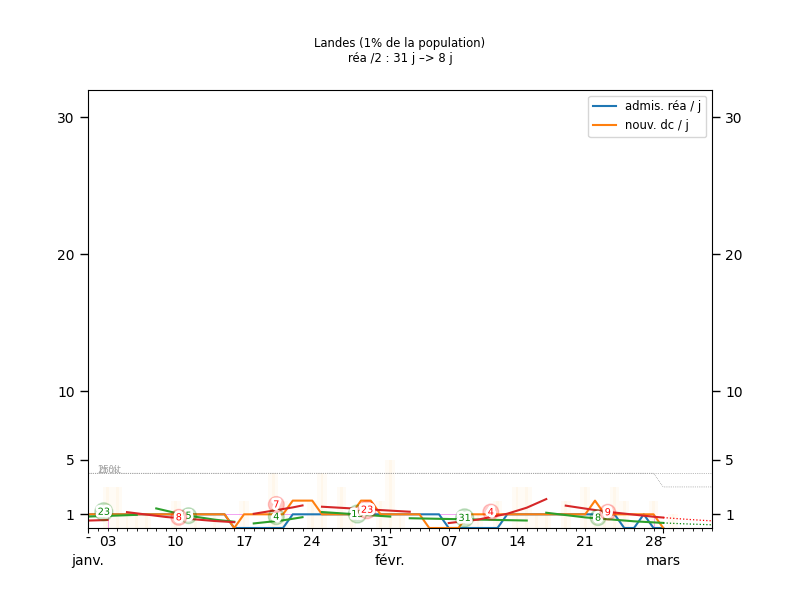 Landes (1% de la population)
réa /2 : 31 j –> 8 j
admis. réa / j
nouv. dc / j
30 30
20 20
10 10
5 5
1 1
23 8 5 7 4 23 31 4 8 9
- 03 10 17 24 31 07 14 21 28
janv. févr. mars